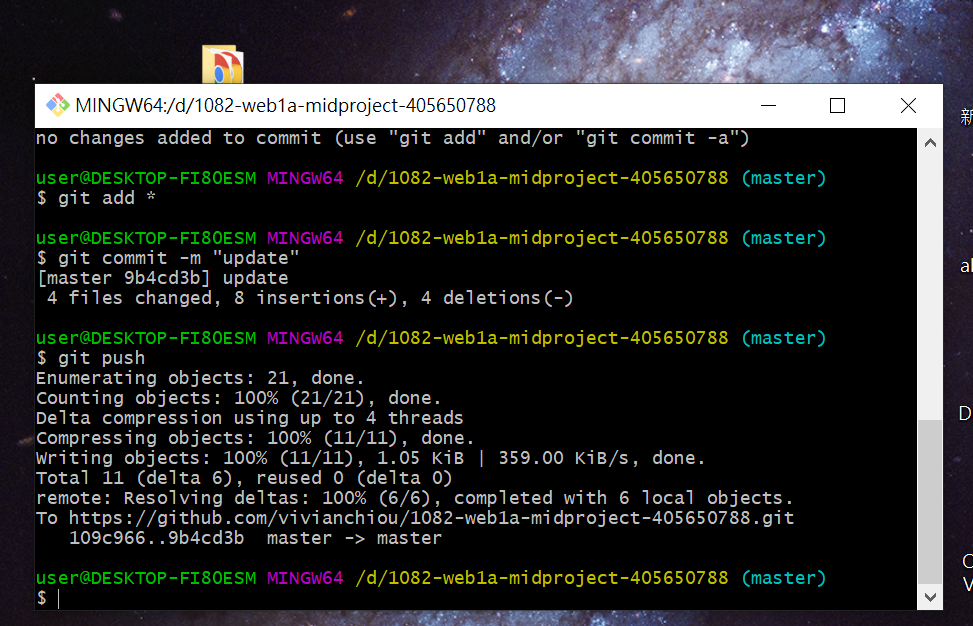 MINGW64:/d/1082-web1a-midproject-405650788
no changes added to commit (use "git add" and/or "git commit -a")
user@DESKTOP-FI8OESM MINGW64 /d/1082-web1a-midproject-405650788 (master)
$ git add *
user@DESKTOP-FI8OESM MINGW64 /d/1082-web1a-midproject-405650788 (master)
$ git commit -m "update"
[master 9b4cd3b] update
 4 files changed, 8 insertions(+), 4 deletions(-)
user@DESKTOP-FI8OESM MINGW64 /d/1082-web1a-midproject-405650788 (master)
$ git push
Enumerating objects: 21, done.
Counting objects: 100% (21/21), done.
Delta compression using up to 4 threads
Compressing objects: 100% (11/11), done.
Writing objects: 100% (11/11), 1.05 KiB | 359.00 KiB/s, done.
Total 11 (delta 6), reused 0 (delta 0)
remote: Resolving deltas: 100% (6/6), completed with 6 local objects.
To https://github.com/vivianchiou/1082-web1a-midproject-405650788.git
   109c966..9b4cd3b  master -> master
user@DESKTOP-FI8OESM MINGW64 /d/1082-web1a-midproject-405650788 (master)
$